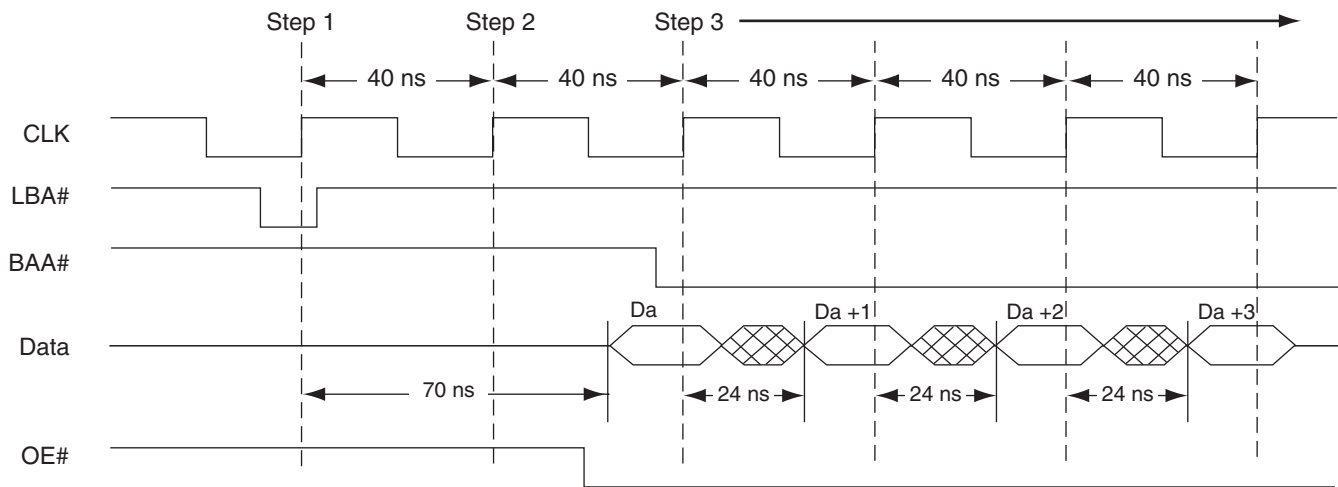 Step 1 Step 2 Step 3
40 ns 40 ns 40 ns 40 ns 40 ns
CLK
LBA#
BAA#
Da Da +1 Da +2 Da +3
Data
70 ns 24 ns 24 ns 24 ns
OE#